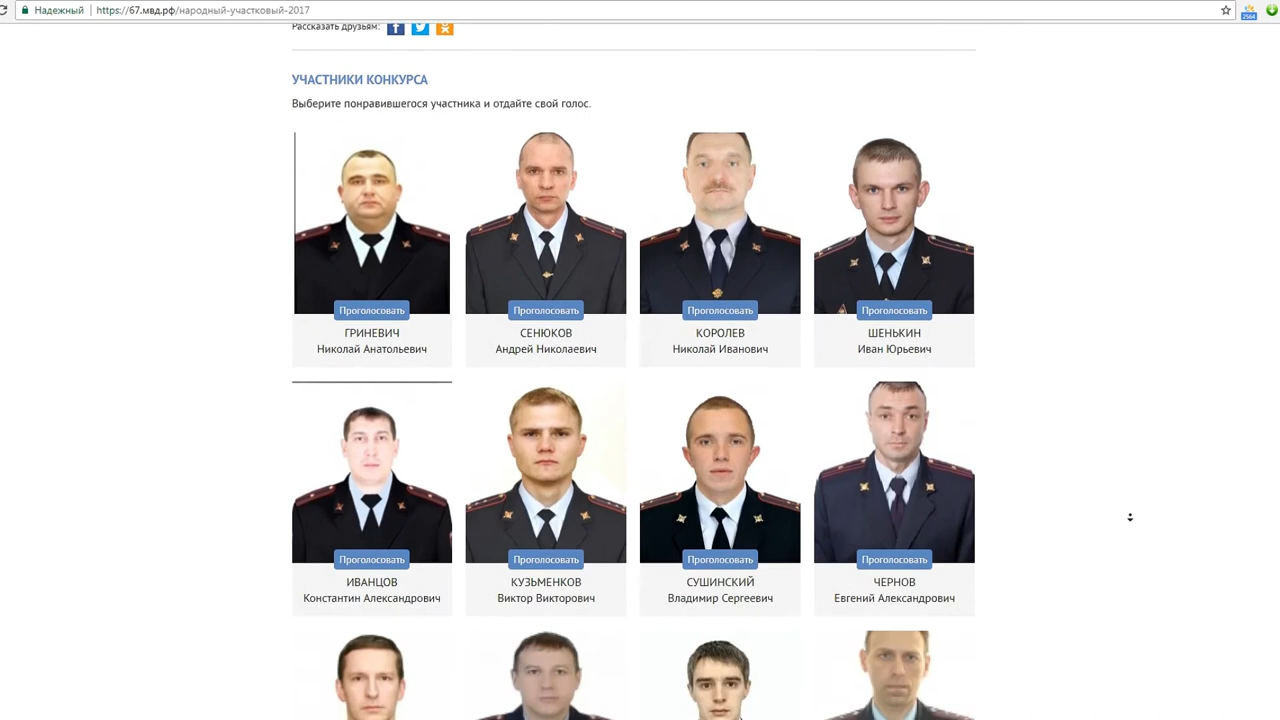 Надежный
https://67.мвд.рф/народный-участковый-2017
2564
Рассказать друзьям:
УЧАСТНИКИ КОНКУРСА
Выберите понравившегося участника и отдайте свой голос.
Проголосовать Проголосовать Проголосовать Проголосовать
ГРИНЕВИЧ СЕНЮКОВ КОРОЛЕВ ШЕНЬКИН
Николай Анатольевич Андрей Николаевич Николай Иванович Иван Юрьевич
Проголосовать Проголосовать Проголосовать Проголосовать
ИВАНЦОВ КУЗЬМЕНКОВ СУШИНСКИЙ ЧЕРНОВ
Константин Александрович Виктор Викторович Владимир Сергеевич Евгений Александрович